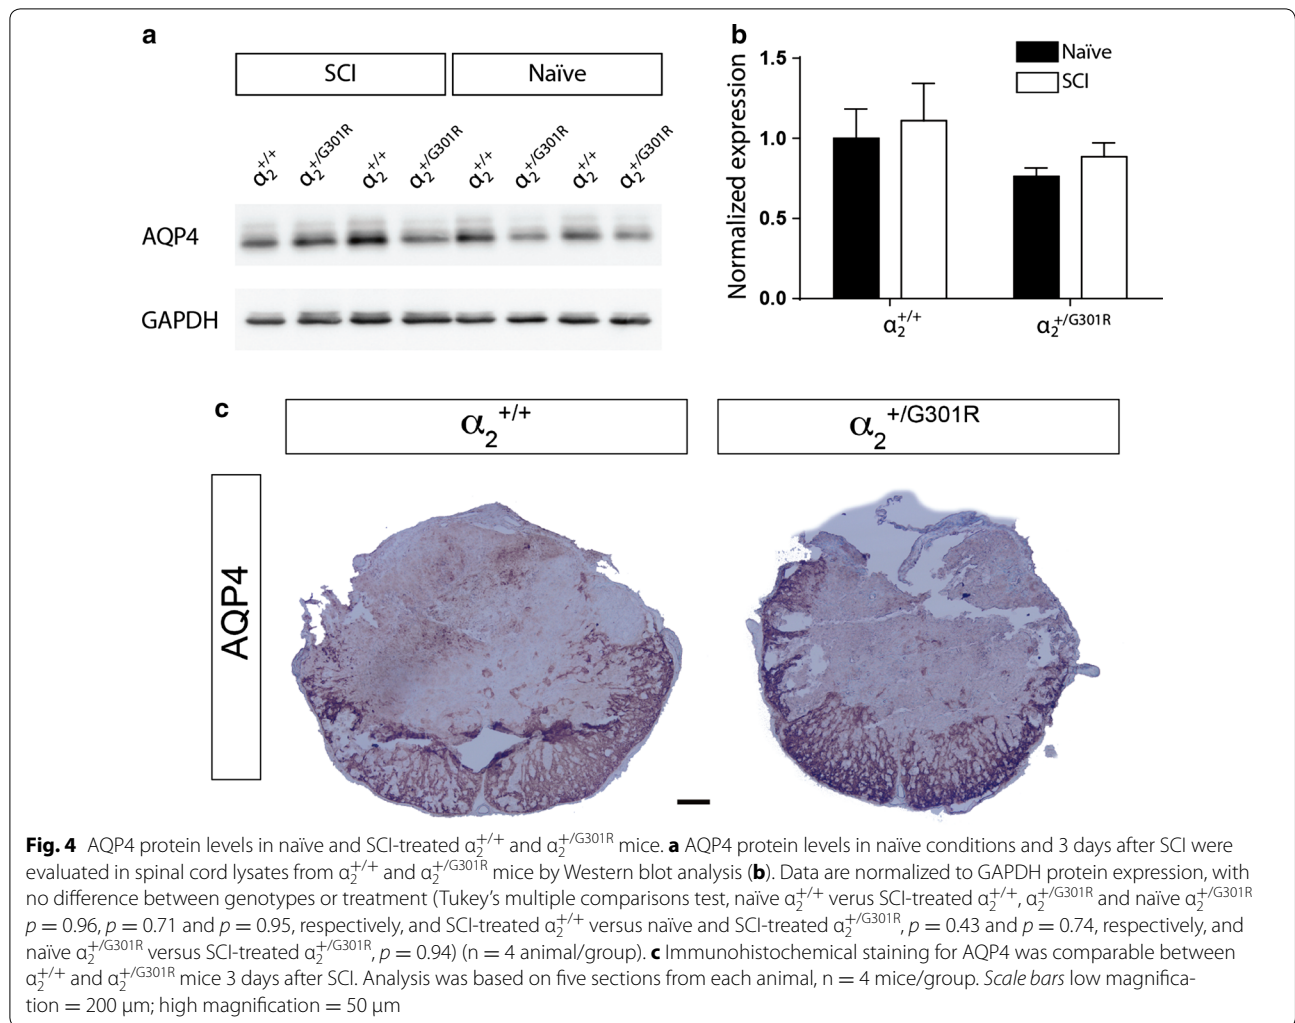 a
SCI Naïve
α₂⁺/⁺ α₂⁺/G301R α₂⁺/⁺ α₂⁺/G301R α₂⁺/⁺ α₂⁺/G301R α₂⁺/⁺ α₂⁺/G301R
AQP4
GAPDH
b
Normalized expression
1.5
1.0
0.5
0.0
Naïve
SCI
α₂⁺/⁺ α₂⁺/G301R
c
α₂⁺/⁺ α₂⁺/G301R
AQP4
Fig. 4 AQP4 protein levels in naïve and SCI-treated α₂⁺/⁺ and α₂⁺/G301R mice. a AQP4 protein levels in naïve conditions and 3 days after SCI were
evaluated in spinal cord lysates from α₂⁺/⁺ and α₂⁺/G301R mice by Western blot analysis (b). Data are normalized to GAPDH protein expression, with
no difference between genotypes or treatment (Tukey's multiple comparisons test, naïve α₂⁺/⁺ verus SCI-treated α₂⁺/⁺, α₂⁺/G301R and naïve α₂⁺/G301R
p = 0.96, p = 0.71 and p = 0.95, respectively, and SCI-treated α₂⁺/⁺ versus naïve and SCI-treated α₂⁺/G301R, p = 0.43 and p = 0.74, respectively, and
naïve α₂⁺/G301R versus SCI-treated α₂⁺/G301R, p = 0.94) (n = 4 animal/group). c Immunohistochemical staining for AQP4 was comparable between
α₂⁺/⁺ and α₂⁺/G301R mice 3 days after SCI. Analysis was based on five sections from each animal, n = 4 mice/group. Scale bars low magnifica-
tion = 200 µm; high magnification = 50 µm